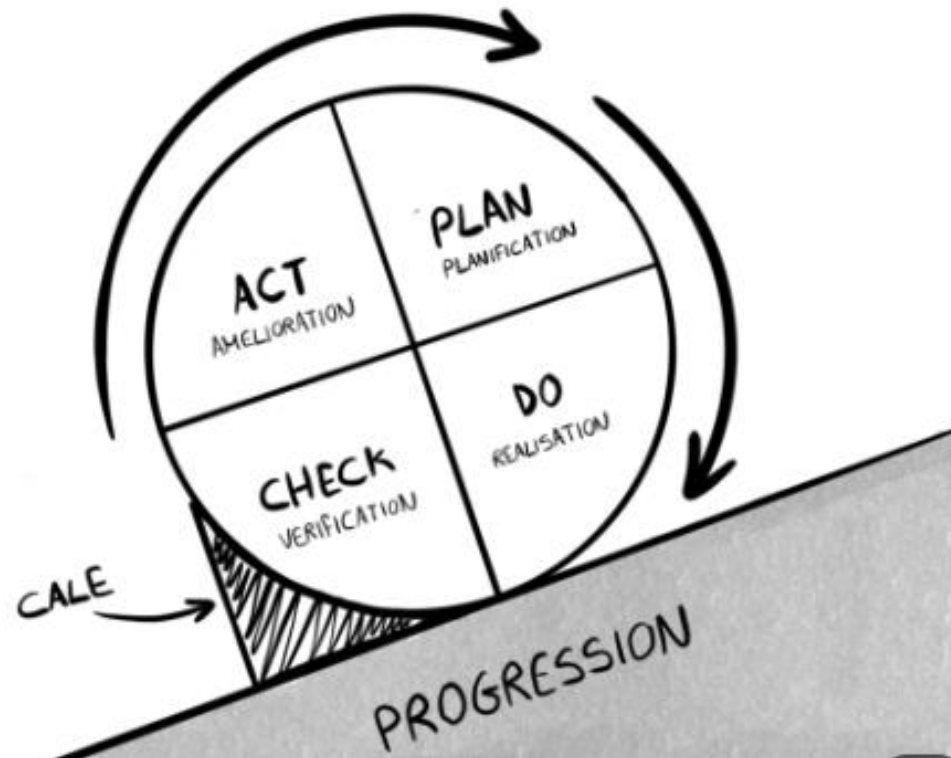 PLAN
PLANIFICATION
DO
REALISATION
CHECK
VERIFICATION
ACT
AMELIORATION
CALE
PROGRESSION